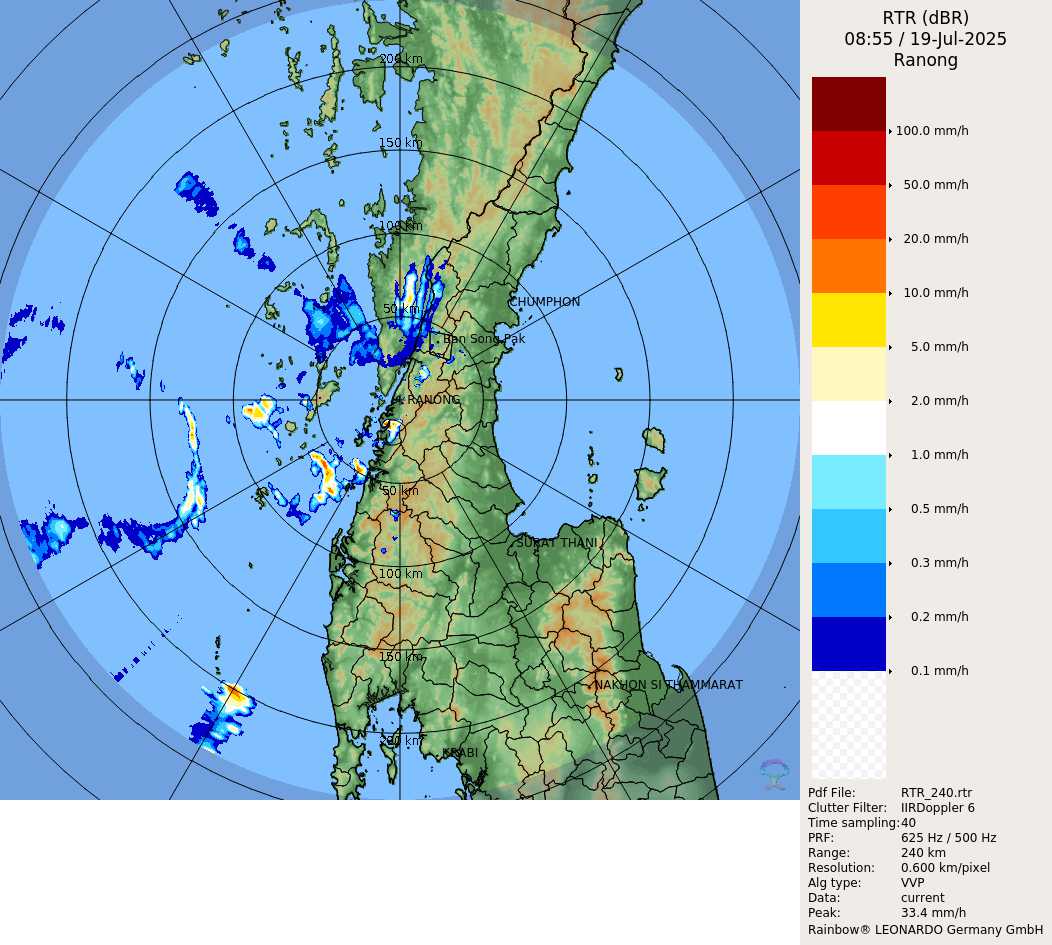 RTR (dBR)
08:55 / 19-Jul-2025
Ranong
200 km
150 km
100 km
50 km
CHUMPHON
Ban Song Pak
RANONG
50 km
SURAT THANI
100 km
150 km
NAKHON SI THAMMARAT
200 km
KRABI
100.0 mm/h
50.0 mm/h
20.0 mm/h
10.0 mm/h
5.0 mm/h
2.0 mm/h
1.0 mm/h
0.5 mm/h
0.3 mm/h
0.2 mm/h
0.1 mm/h
Pdf File: RTR_240.rtr
Clutter Filter: IIRDoppler 6
Time sampling: 40
PRF: 625 Hz / 500 Hz
Range: 240 km
Resolution: 0.600 km/pixel
Alg type: VVP
Data: current
Peak: 33.4 mm/h
Rainbow® LEONARDO Germany GmbH